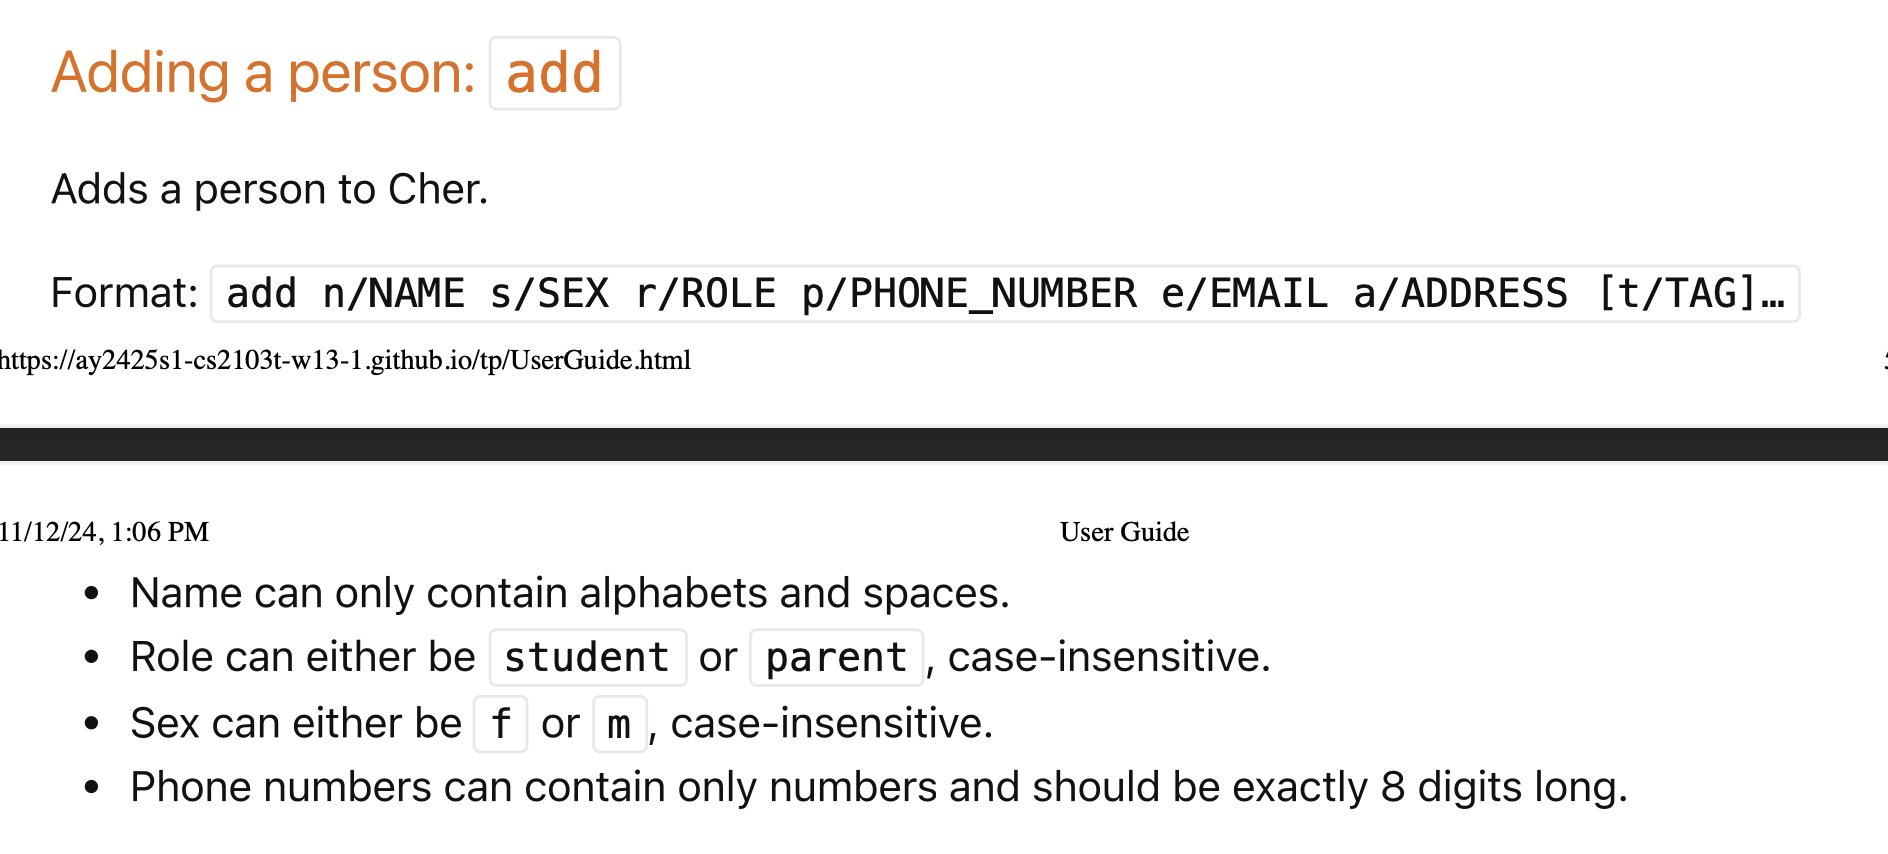 Adding a person: add
Adds a person to Cher.
Format: add n/NAME s/SEX r/ROLE p/PHONE_NUMBER e/EMAIL a/ADDRESS [t/TAG]…
https://ay2425s1-cs2103t-w13-1.github.io/tp/UserGuide.html
11/12/24, 1:06 PM User Guide
• Name can only contain alphabets and spaces.
• Role can either be student or parent, case-insensitive.
• Sex can either be f or m, case-insensitive.
• Phone numbers can contain only numbers and should be exactly 8 digits long.